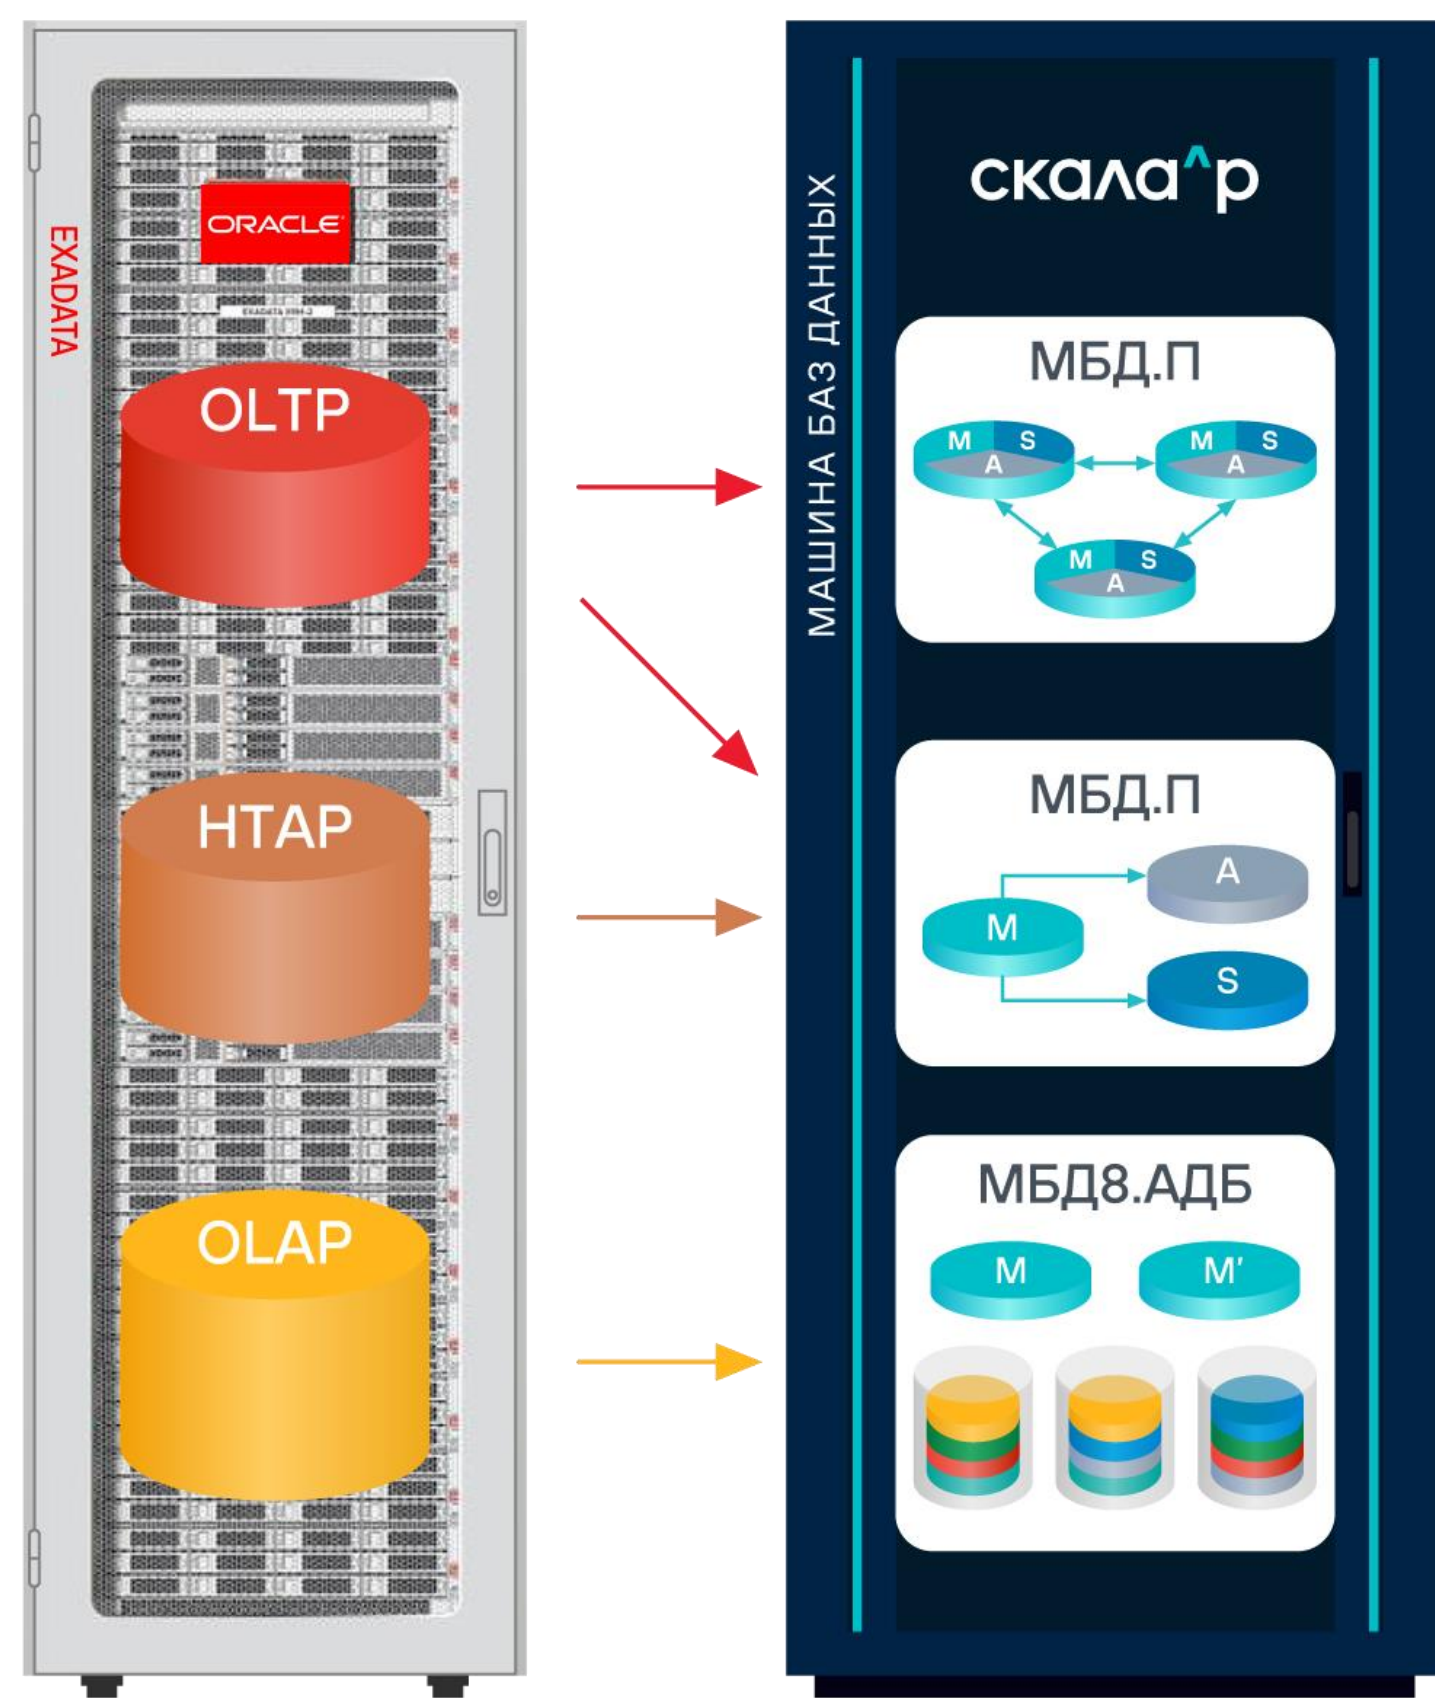 EXADATA
ORACLE
OLTP
HTAP
OLAP
МАШИНА БАЗ ДАННЫХ
скала^р
МБД.П
M S A
M S A
M S A
МБД.П
M
A
S
МБД8.АДБ
M
M'